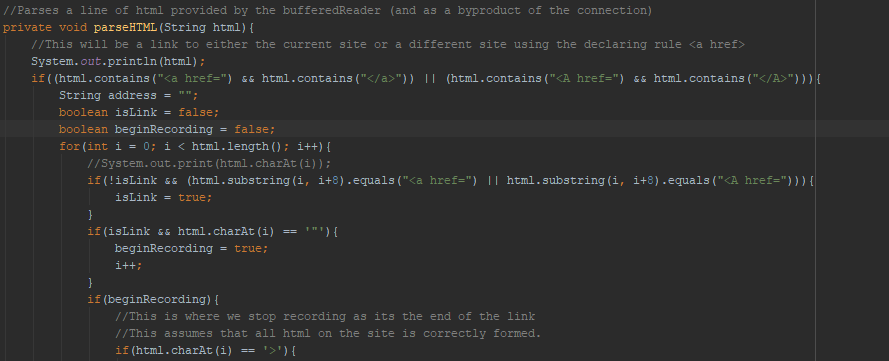 //Parses a line of html provided by the bufferedReader (and as a byproduct of the connection)
private void parseHTML(String html){
    //This will be a link to either the current site or a different site using the declaring rule <a href>
    System.out.println(html);
    if((html.contains("<a href=") && html.contains("</a>")) || (html.contains("<A href=") && html.contains("</A>"))){
        String address = "";
        boolean isLink = false;
        boolean beginRecording = false;
        for(int i = 0; i < html.length(); i++){
            //System.out.print(html.charAt(i));
            if(!isLink && (html.substring(i, i+8).equals("<a href=") || html.substring(i, i+8).equals("<A href="))){
                isLink = true;
            }
            if(isLink && html.charAt(i) == '"'){
                beginRecording = true;
                i++;
            }
            if(beginRecording){
                //This is where we stop recording as its the end of the link
                //This assumes that all html on the site is correctly formed.
                if(html.charAt(i) == '>'){